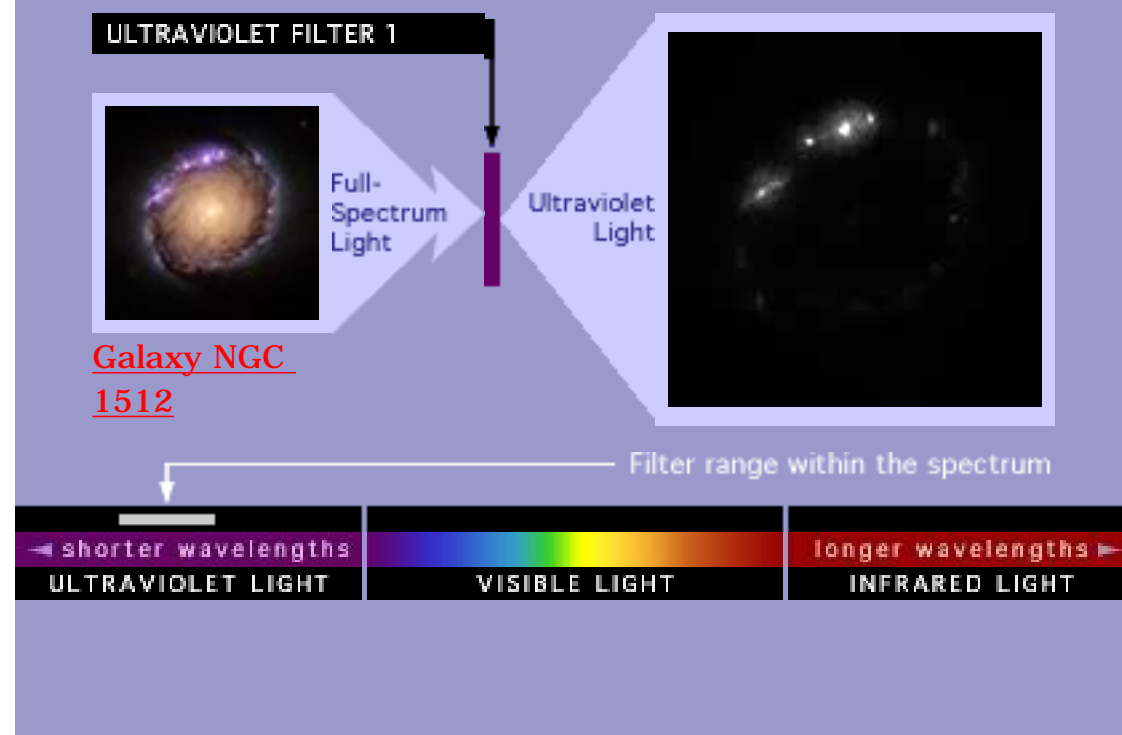 ULTRAVIOLET FILTER 1
Full-
Spectrum
Light
Ultraviolet
Light
Galaxy NGC
1512
Filter range within the spectrum
shorter wavelengths
longer wavelengths
ULTRAVIOLET LIGHT
VISIBLE LIGHT
INFRARED LIGHT